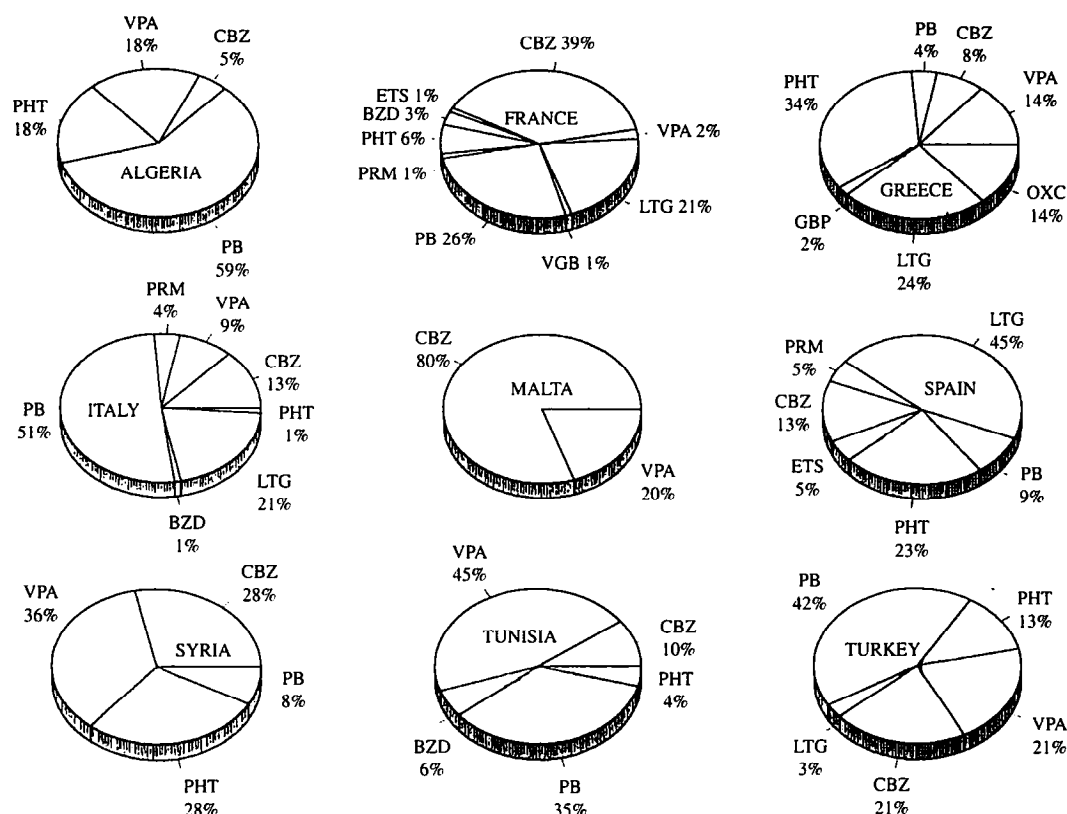 VPA
18%
CBZ
5%
PHT
18%
ALGERIA
PB
59%
CBZ 39%
ETS 1%
BZD 3%
PHT 6%
PRM 1%
FRANCE
VPA 2%
LTG 21%
PB 26%
VGB 1%
PB
4%
CBZ
8%
PHT
34%
VPA
14%
GREECE
OXC
14%
GBP
2%
LTG
24%
PRM
4%
VPA
9%
CBZ
13%
PB
51%
ITALY
PHT
1%
LTG
21%
BZD
1%
CBZ
80%
MALTA
VPA
20%
LTG
45%
PRM
5%
SPAIN
CBZ
13%
ETS
5%
PB
9%
PHT
23%
VPA
36%
CBZ
28%
SYRIA
PB
8%
PHT
28%
VPA
45%
TUNISIA
CBZ
10%
PHT
4%
BZD
6%
PB
35%
PB
42%
PHT
13%
TURKEY
VPA
21%
LTG
3%
CBZ
21%